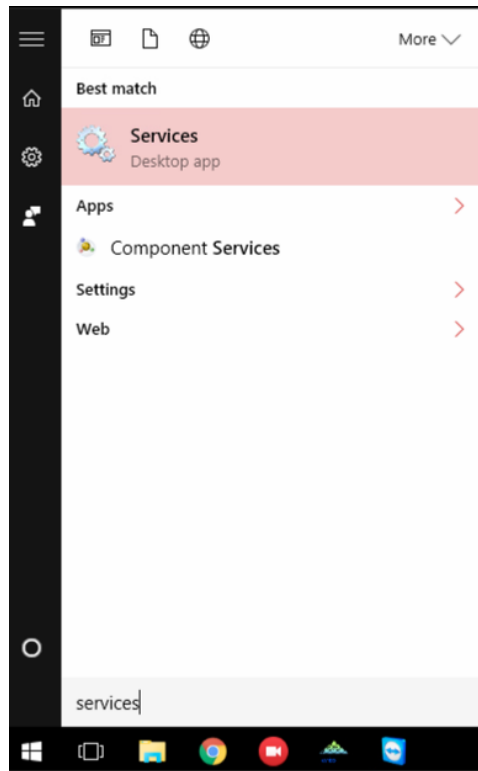 More
Best match
Services
Desktop app
Apps
Component Services
Settings
Web
services